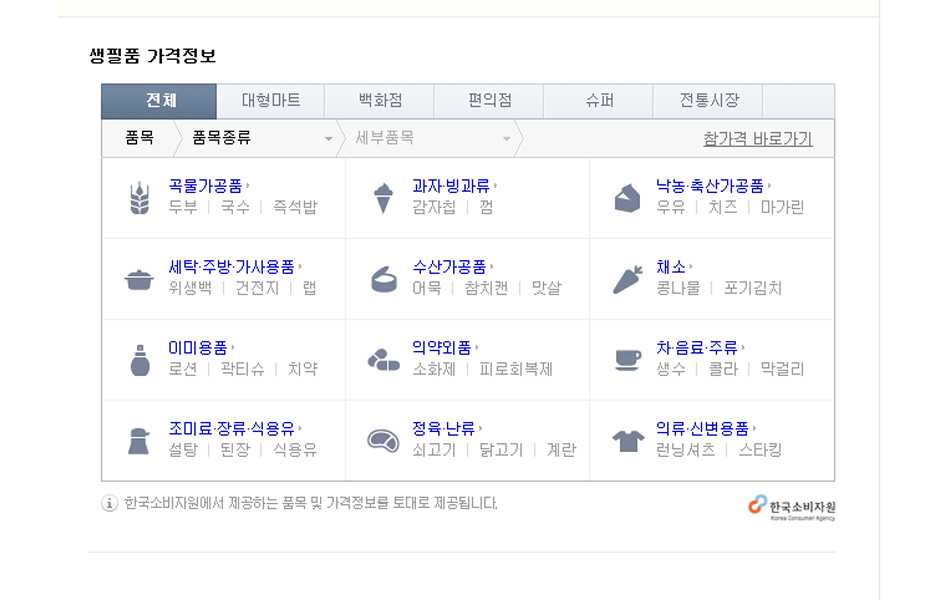 생필품 가격정보
전체 대형마트 백화점 편의점 슈퍼 전통시장
품목 품목종류 세부품목 참가격 바로가기
곡물가공품 과자·빙과류 낙농·축산가공품
두부 | 국수 | 즉석밥 감자칩 | 껌 우유 | 치즈 | 마가린
세탁·주방·가사용품 수산가공품 채소
위생백 | 건전지 | 랩 어묵 | 참치캔 | 맛살 콩나물 | 포기김치
이미용품 의약외품 차·음료·주류
로션 | 곽티슈 | 치약 소화제 | 피로회복제 생수 | 콜라 | 막걸리
조미료·장류·식용유 정육·난류 의류·신변용품
설탕 | 된장 | 식용유 쇠고기 | 닭고기 | 계란 런닝셔츠 | 스타킹
한국소비자원에서 제공하는 품목 및 가격정보를 토대로 제공됩니다. 한국소비자원
Korea Consumer Agency